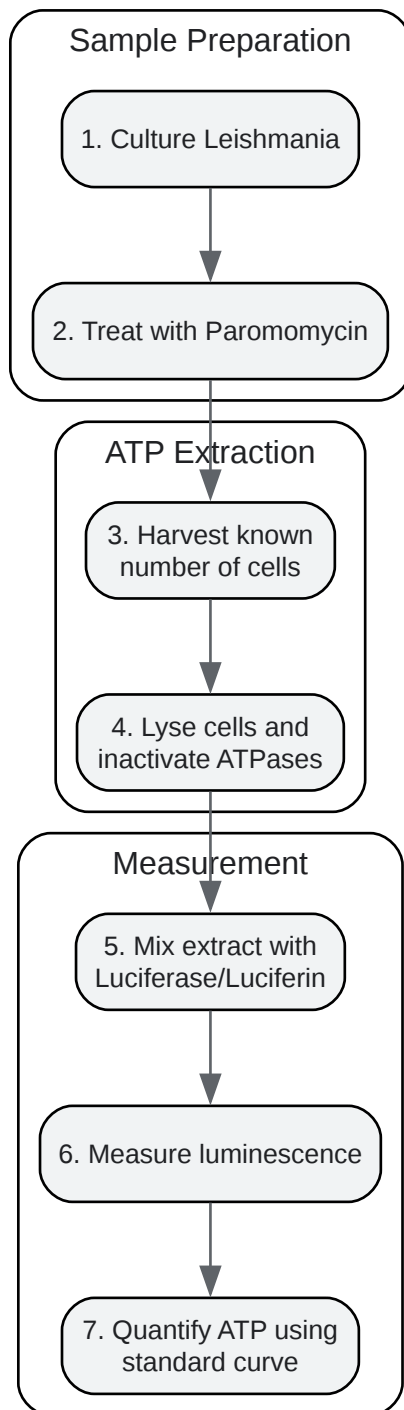 Sample Preparation
1. Culture Leishmania
2. Treat with Paromomycin
ATP Extraction
3. Harvest known
number of cells
4. Lyse cells and
inactivate ATPases
Measurement
5. Mix extract with
Luciferase/Luciferin
6. Measure luminescence
7. Quantify ATP using
standard curve